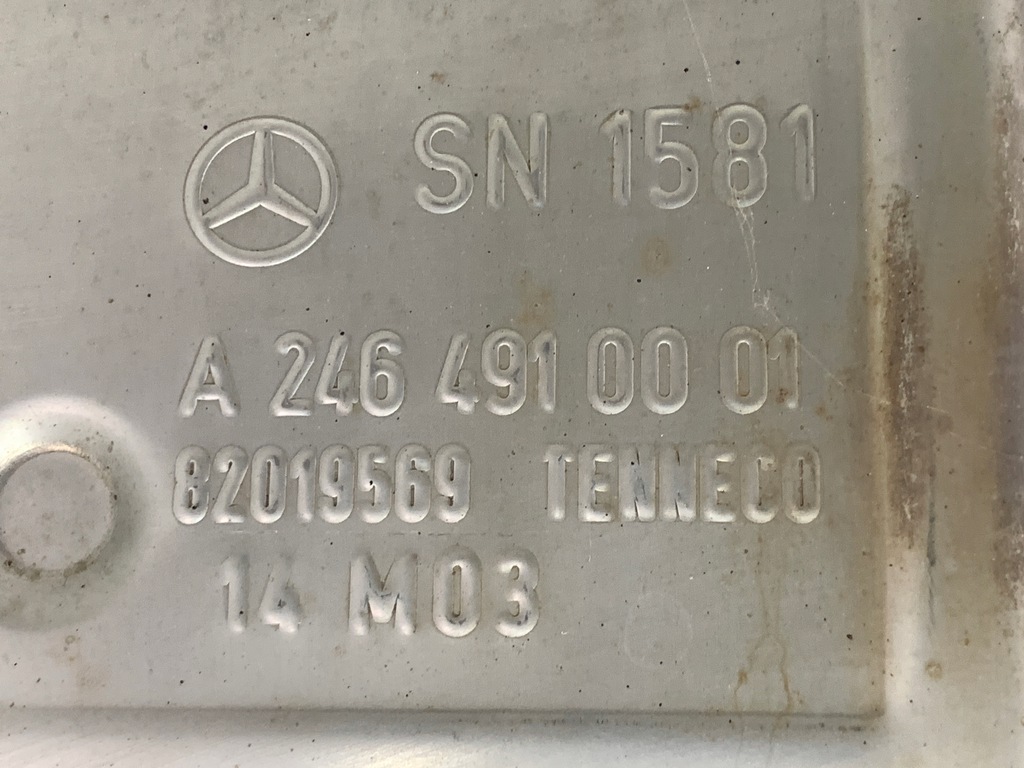 SN 1581
A 246 491 00 01
82019569 TENNECO
14 M03